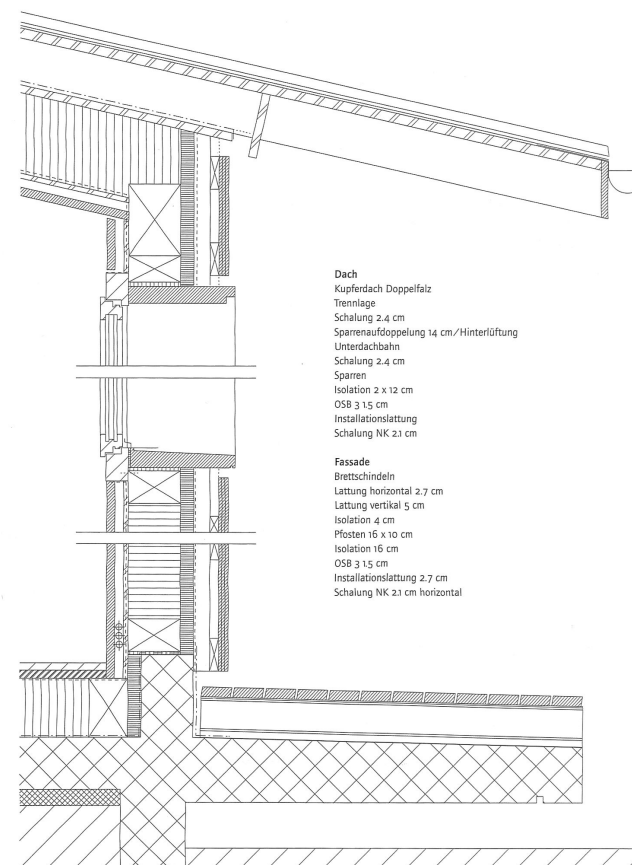 Dach
Kupferdach Doppelfalz
Trennlage
Schalung 2.4 cm
Sparrenaufdoppelung 14 cm/Hinterlüftung
Unterdachbahn
Schalung 2.4 cm
Sparren
Isolation 2 x 12 cm
OSB 3 1.5 cm
Installationslattung
Schalung NK 2.1 cm
Fassade
Brettschindeln
Lattung horizontal 2.7 cm
Lattung vertikal 5 cm
Isolation 4 cm
Pfosten 16 x 10 cm
Isolation 16 cm
OSB 3 1.5 cm
Installationslattung 2.7 cm
Schalung NK 2.1 cm horizontal